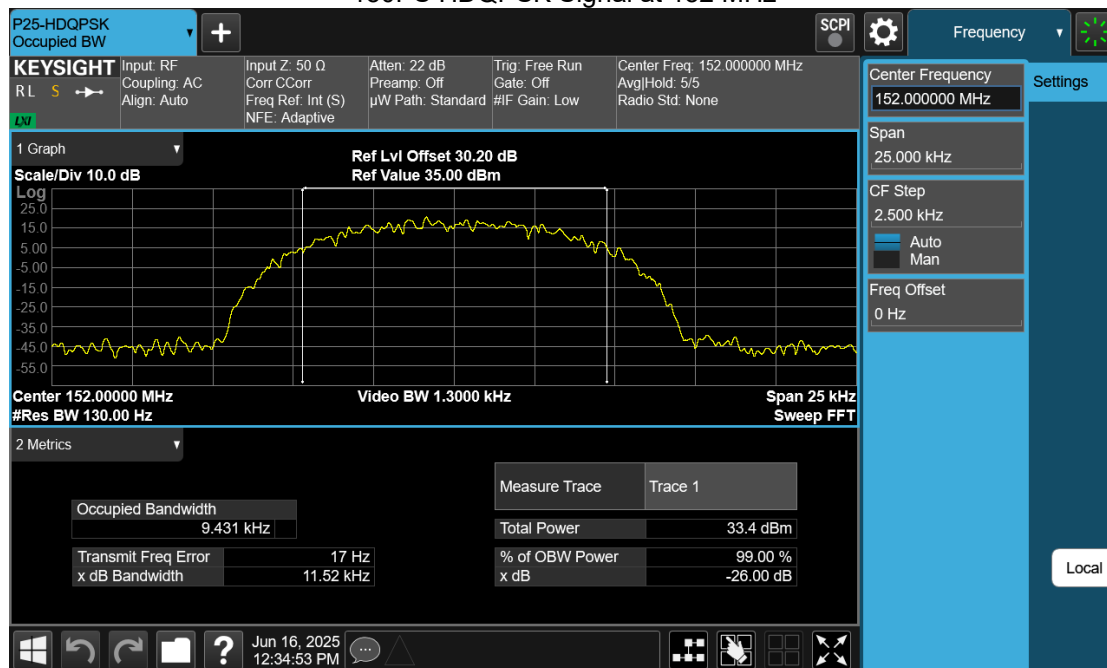 P25-HDQPSK
Occupied BW
SCPI
Frequency
KEYSIGHT
R L S
LXI
Input: RF
Coupling: AC
Align: Auto
Input Z: 50 Ω
Corr CCorr
Freq Ref: Int (S)
NFE: Adaptive
Atten: 22 dB
Preamp: Off
µW Path: Standard
Trig: Free Run
Gate: Off
#IF Gain: Low
Center Freq: 152.000000 MHz
Avg|Hold: 5/5
Radio Std: None
Center Frequency
152.000000 MHz
Settings
Span
25.000 kHz
CF Step
2.500 kHz
Auto
Man
Freq Offset
0 Hz
Local
1 Graph
Scale/Div 10.0 dB
Ref Lvl Offset 30.20 dB
Ref Value 35.00 dBm
Log
25.0
15.0
5.00
-5.00
-15.0
-25.0
-35.0
-45.0
-55.0
Center 152.00000 MHz
#Res BW 130.00 Hz
Video BW 1.3000 kHz
Span 25 kHz
Sweep FFT
2 Metrics
Measure Trace Trace 1
Occupied Bandwidth
9.431 kHz
Total Power 33.4 dBm
Transmit Freq Error 17 Hz
% of OBW Power 99.00 %
x dB Bandwidth 11.52 kHz
x dB -26.00 dB
?
Jun 16, 2025
12:34:53 PM